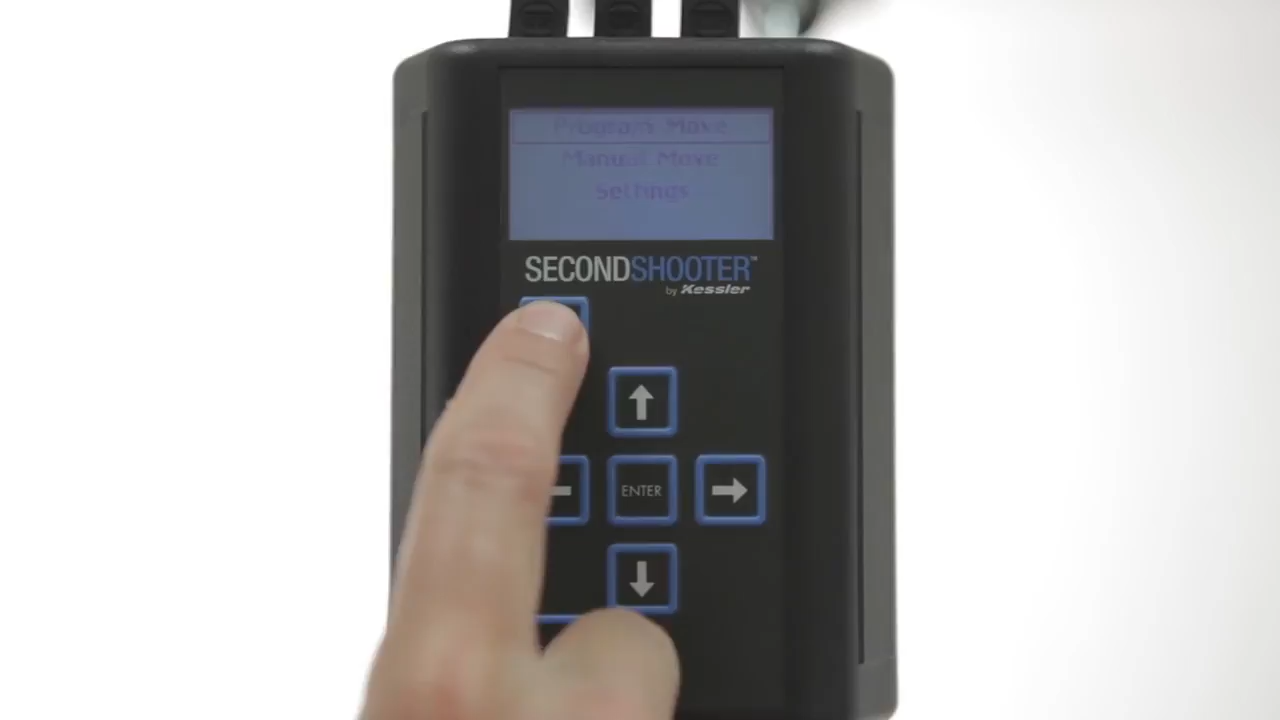 Program Move
Manual Move
Settings
SECONDSHOOTER™
by Kessler
ENTER